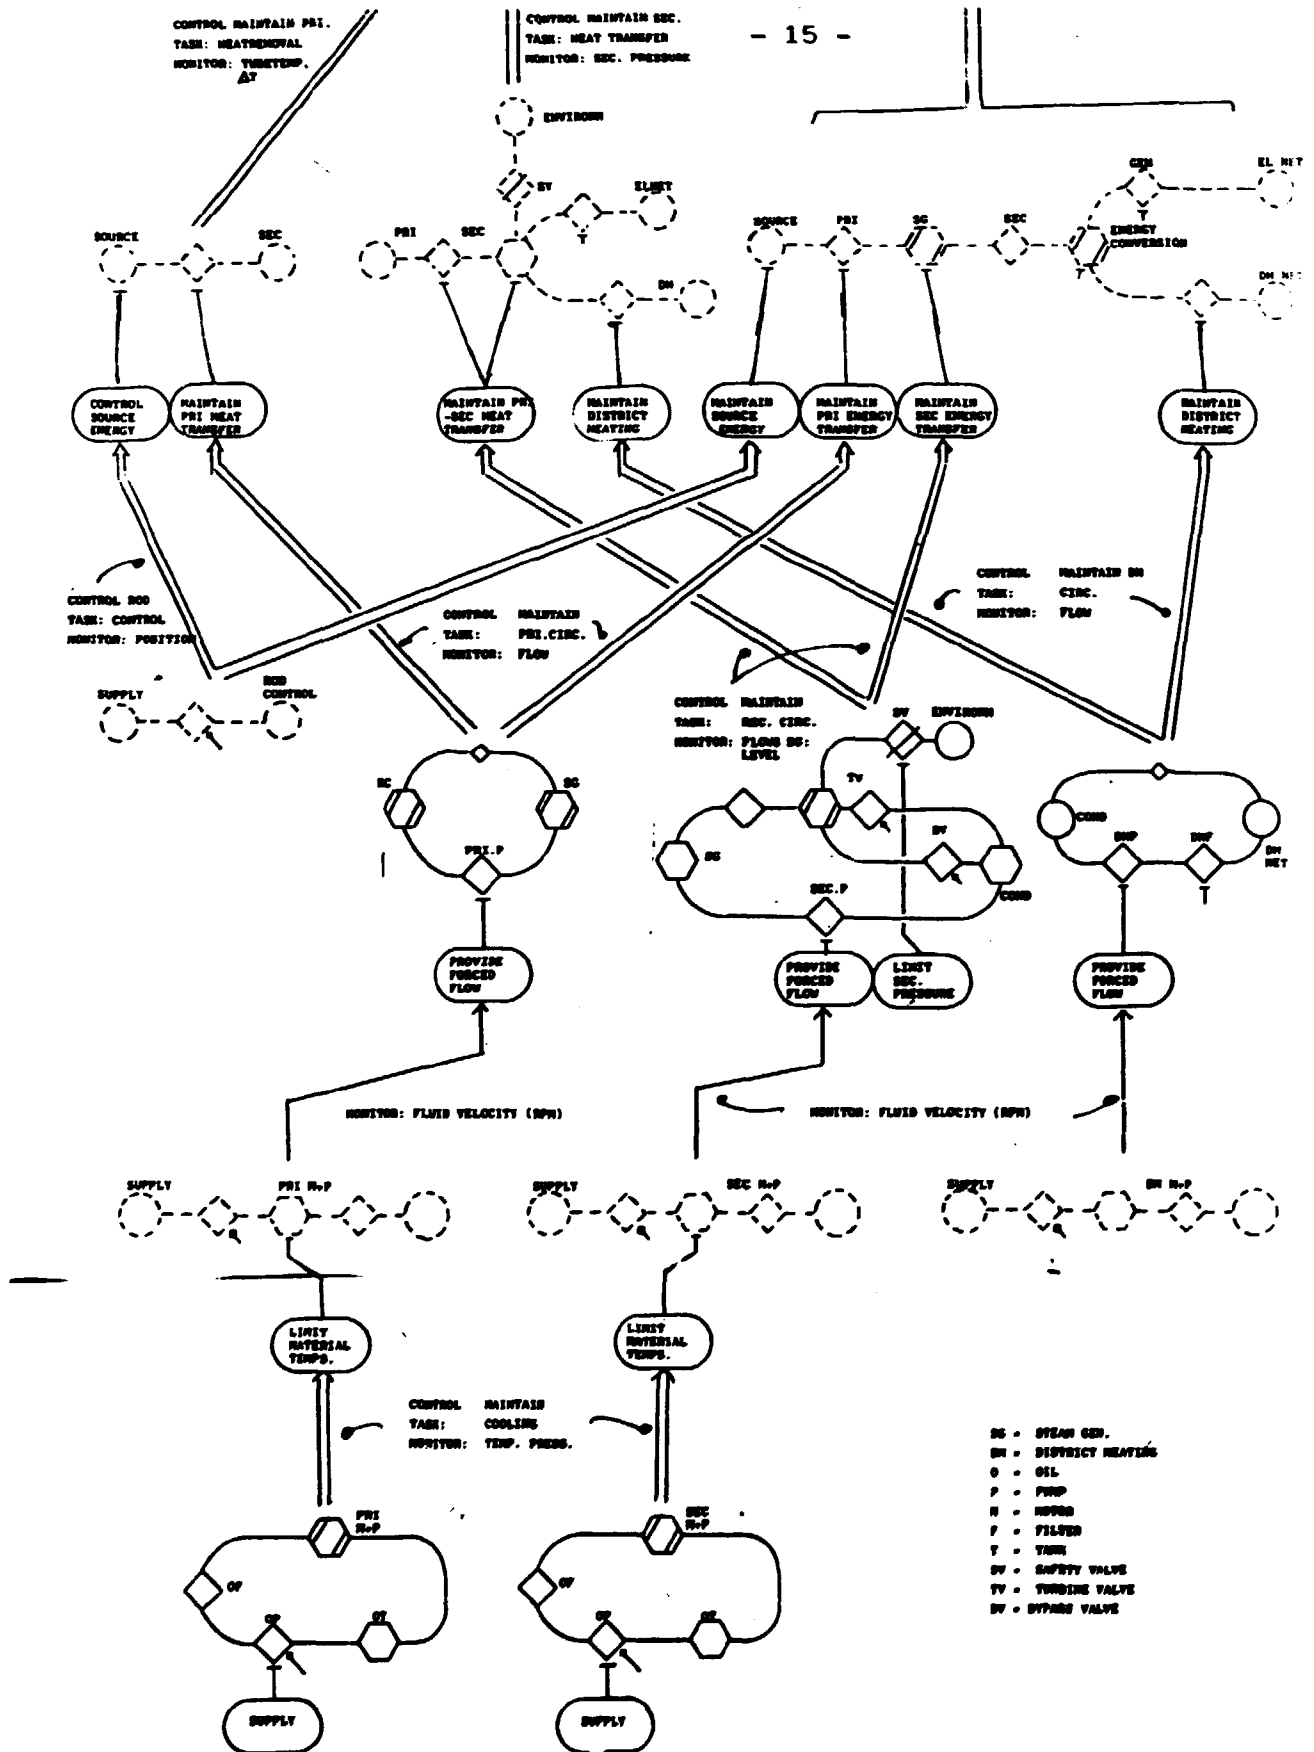 - 15 -
CONTROL MAINTAIN PRI.
TASK: HEATREMOVAL
MONITOR: TUBETEMP.
ΔT
CONTROL MAINTAIN SEC.
TASK: HEAT TRANSFER
MONITOR: SEC. PRESSURE
ENVIRONM
SV
ELNET
T
PRI
SEC
DH
SOURCE
SEC
SOURCE
PRI
SG
SEC
GEN
T
EL NET
ENERGY
CONVERSION
T
DH NET
CONTROL
SOURCE
ENERGY
MAINTAIN
PRI HEAT
TRANSFER
MAINTAIN PRI
-SEC HEAT
TRANSFER
MAINTAIN
DISTRICT
HEATING
MAINTAIN
SOURCE
ENERGY
MAINTAIN
PRI ENERGY
TRANSFER
MAINTAIN
SEC ENERGY
TRANSFER
MAINTAIN
DISTRICT
HEATING
CONTROL ROD
TASK: CONTROL
MONITOR: POSITION
CONTROL MAINTAIN
TASK: PRI.CIRC.
MONITOR: FLOW
CONTROL MAINTAIN DH
TASK: CIRC.
MONITOR: FLOW
SUPPLY
ROD
CONTROL
CONTROL MAINTAIN
TASK: SEC. CIRC.
MONITOR: FLOWS SG:
LEVEL
SV
ENVIRONM
RC
SG
PRI.P
TV
BV
SG
SEC.P
COND
COND
DHP
DHF
DH
NET
PROVIDE
FORCED
FLOW
PROVIDE
FORCED
FLOW
LIMIT
SEC.
PRESSURE
PROVIDE
FORCED
FLOW
MONITOR: FLUID VELOCITY (RPM)
MONITOR: FLUID VELOCITY (RPM)
SUPPLY
PRI M+P
SUPPLY
SEC M+P
SUPPLY
DH M+P
LIMIT
MATERIAL
TEMPS.
LIMIT
MATERIAL
TEMPS.
CONTROL MAINTAIN
TASK: COOLING
MONITOR: TEMP. PRESS.
PRI
M+P
OF
OP
OT
SUPPLY
SEC
M+P
OF
OP
OT
SUPPLY
SG = STEAM GEN.
DH = DISTRICT HEATING
O = OIL
P = PUMP
M = MOTOR
F = FILTER
T = TANK
SV = SAFETY VALVE
TV = TURBINE VALVE
BV = BYPASS VALVE